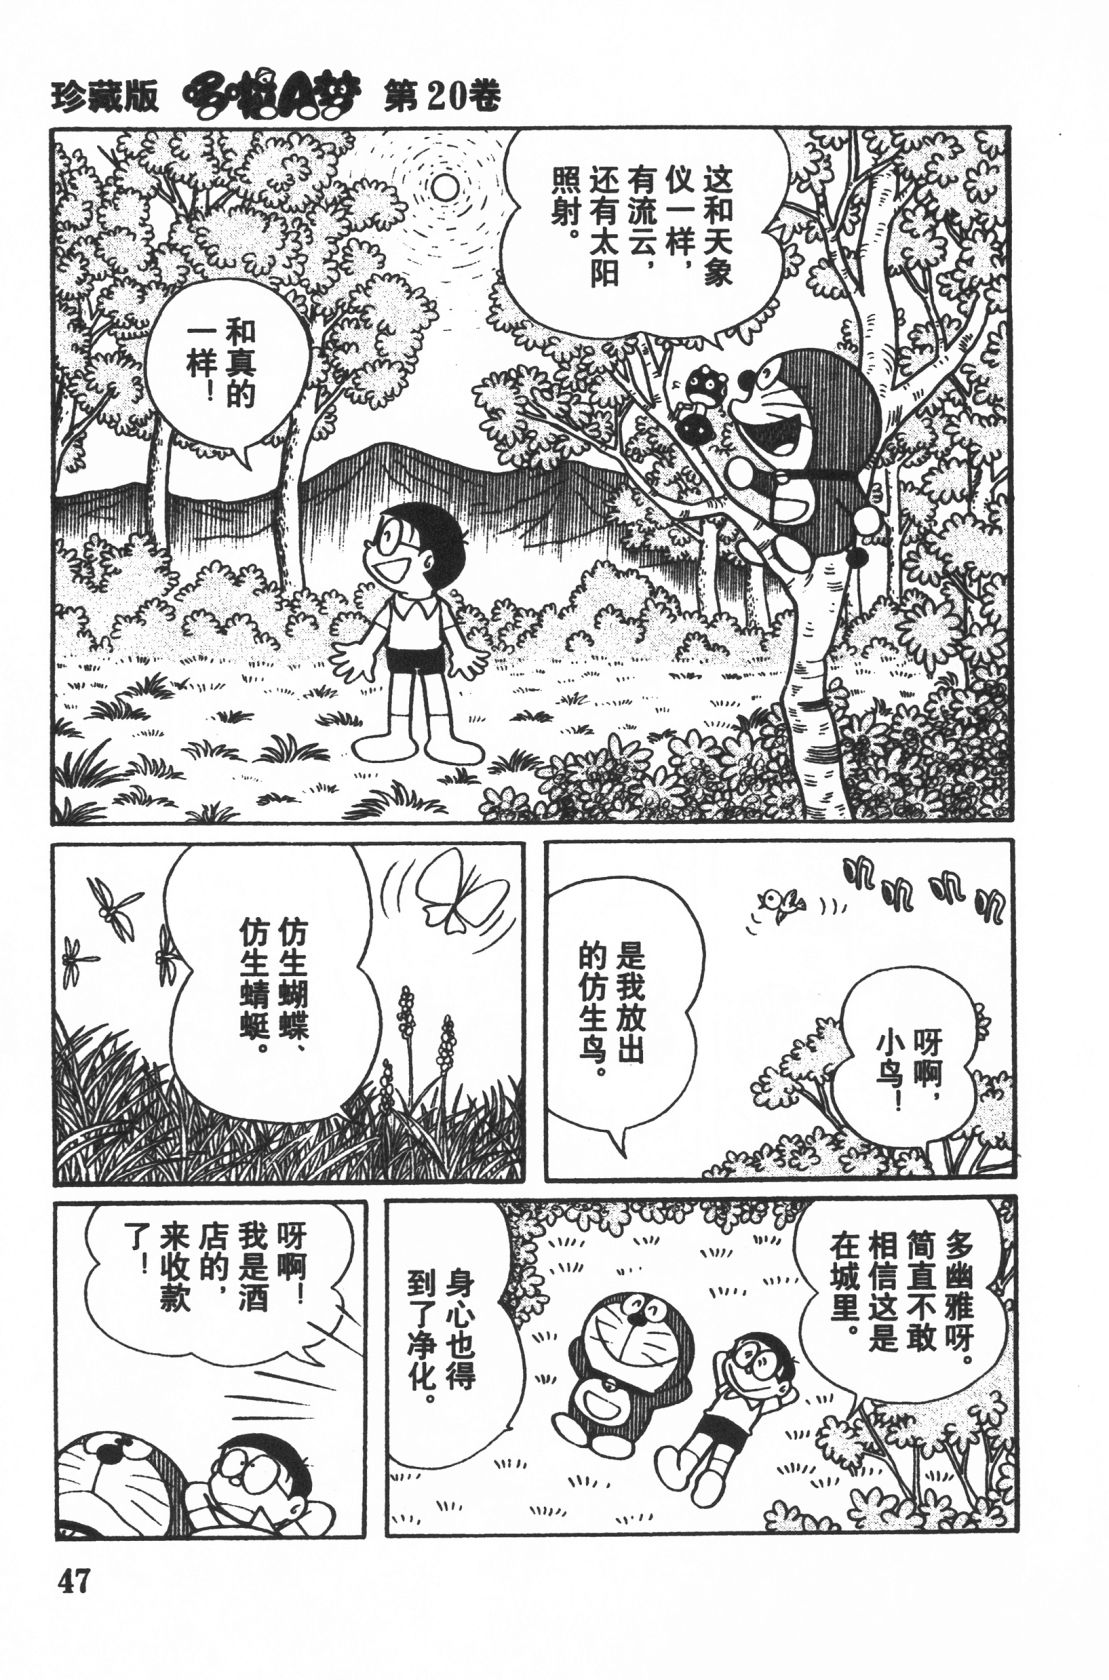 珍藏版 哆啦A梦 第20卷
这和天象
仪一样，
有流云，
还有太阳
照射。
和真的
一样！
呀啊，
小鸟！
是我放出
的仿生鸟。
叽叽叽叽
仿生蝴蝶、
仿生蜻蜓。
多幽雅呀。
简直不敢
相信这是
在城里。
身心也得
到了净化。
呀啊！
我是酒
店的，
来收款
了！
47